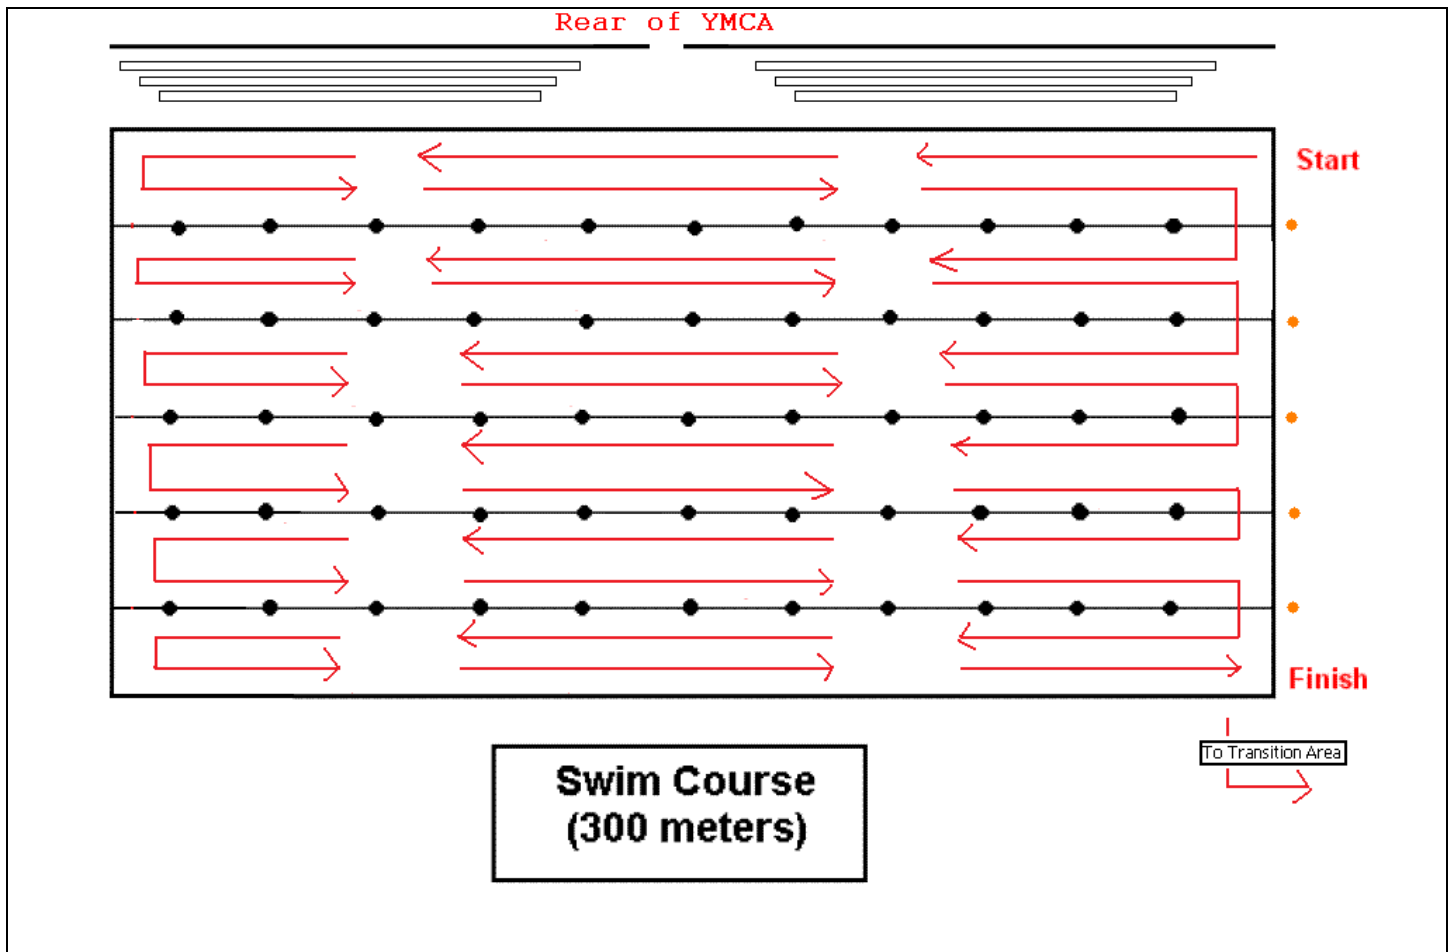 Rear of YMCA
Start
Finish
To Transition Area
Swim Course
(300 meters)